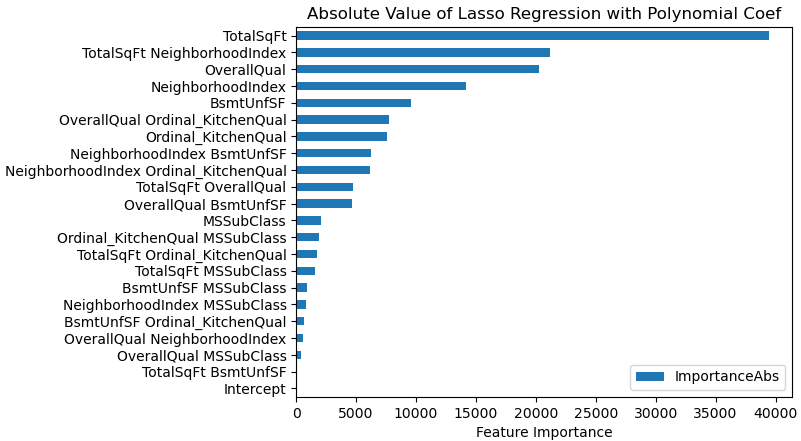 Absolute Value of Lasso Regression with Polynomial Coef
TotalSqFt
TotalSqFt NeighborhoodIndex
OverallQual
NeighborhoodIndex
BsmtUnfSF
OverallQual Ordinal_KitchenQual
Ordinal_KitchenQual
NeighborhoodIndex BsmtUnfSF
NeighborhoodIndex Ordinal_KitchenQual
TotalSqFt OverallQual
OverallQual BsmtUnfSF
MSSubClass
Ordinal_KitchenQual MSSubClass
TotalSqFt Ordinal_KitchenQual
TotalSqFt MSSubClass
BsmtUnfSF MSSubClass
NeighborhoodIndex MSSubClass
BsmtUnfSF Ordinal_KitchenQual
OverallQual NeighborhoodIndex
OverallQual MSSubClass
TotalSqFt BsmtUnfSF
Intercept
ImportanceAbs
0 5000 10000 15000 20000 25000 30000 35000 40000
Feature Importance